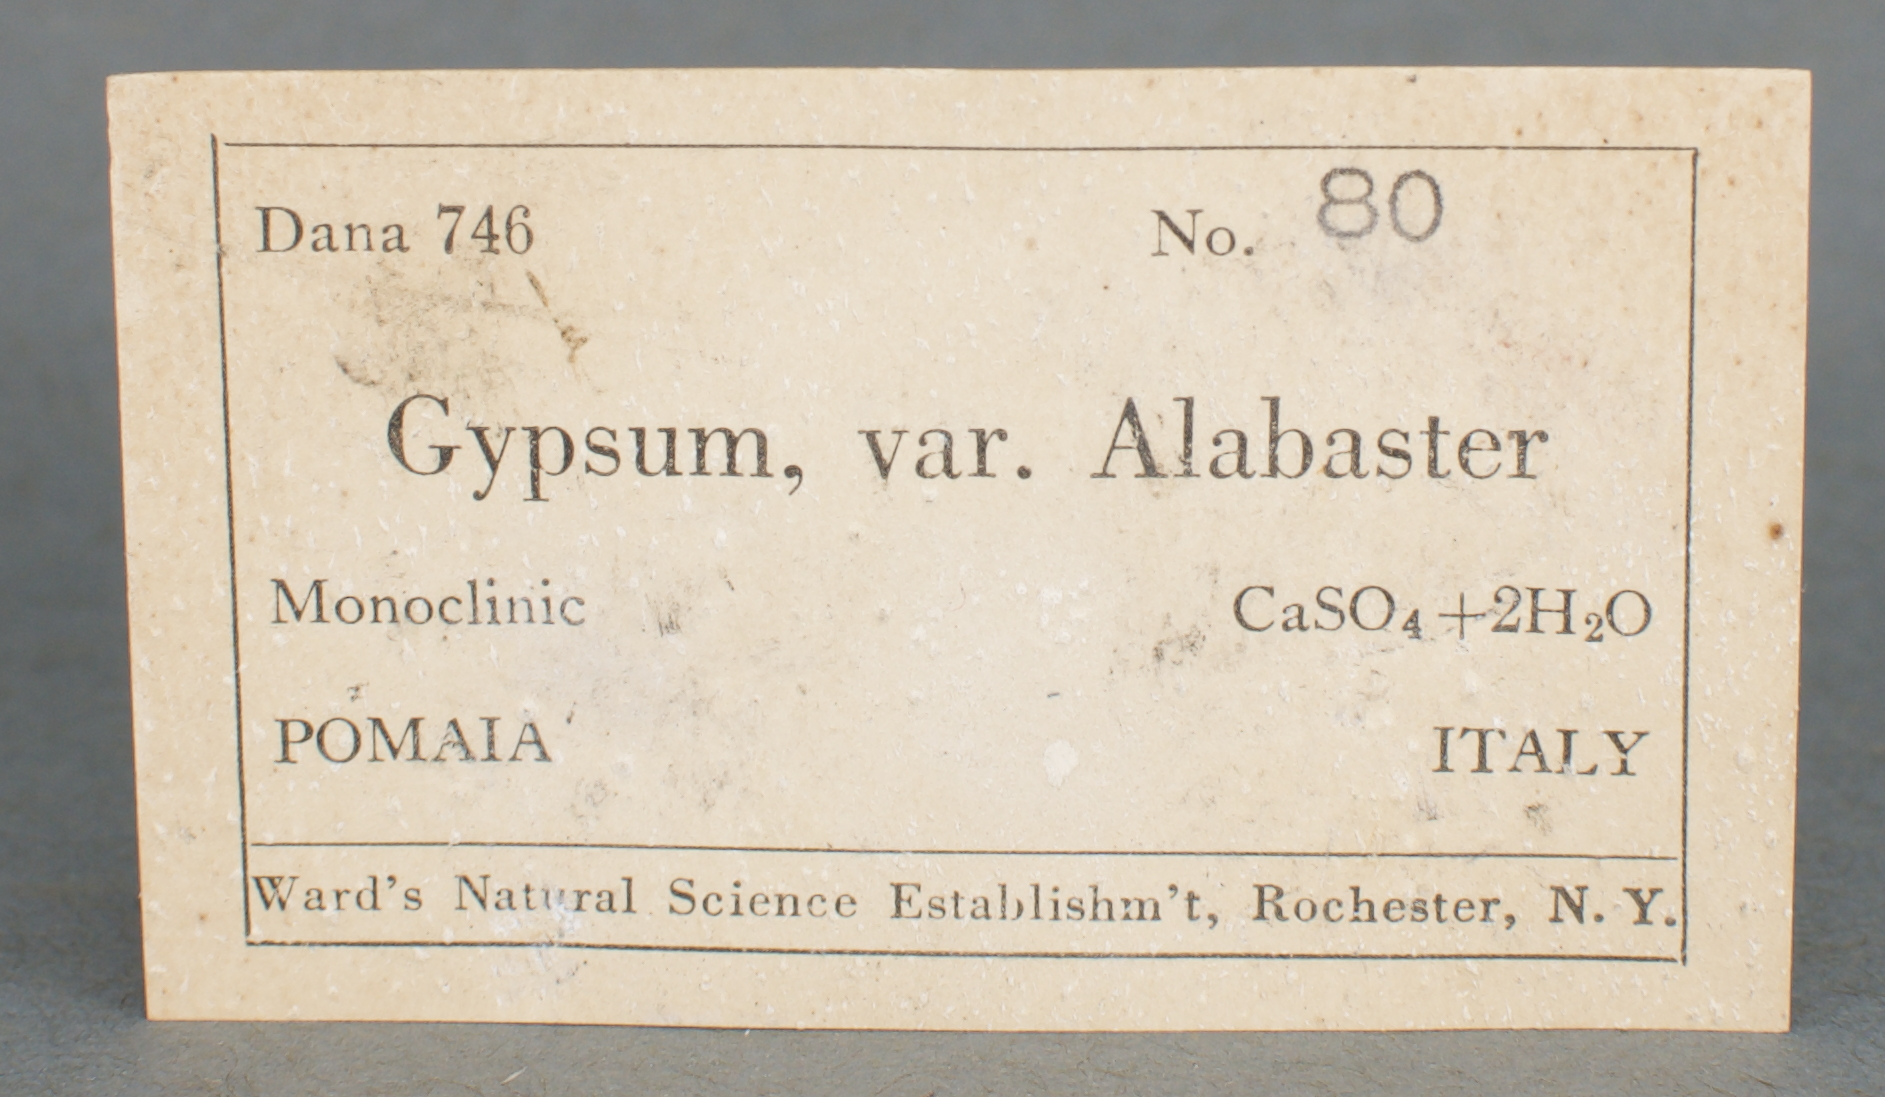 Dana 746 No. 80
Gypsum, var. Alabaster
Monoclinic CaSO₄+2H₂O
POMAIA ITALY
Ward's Natural Science Establishm't, Rochester, N. Y.